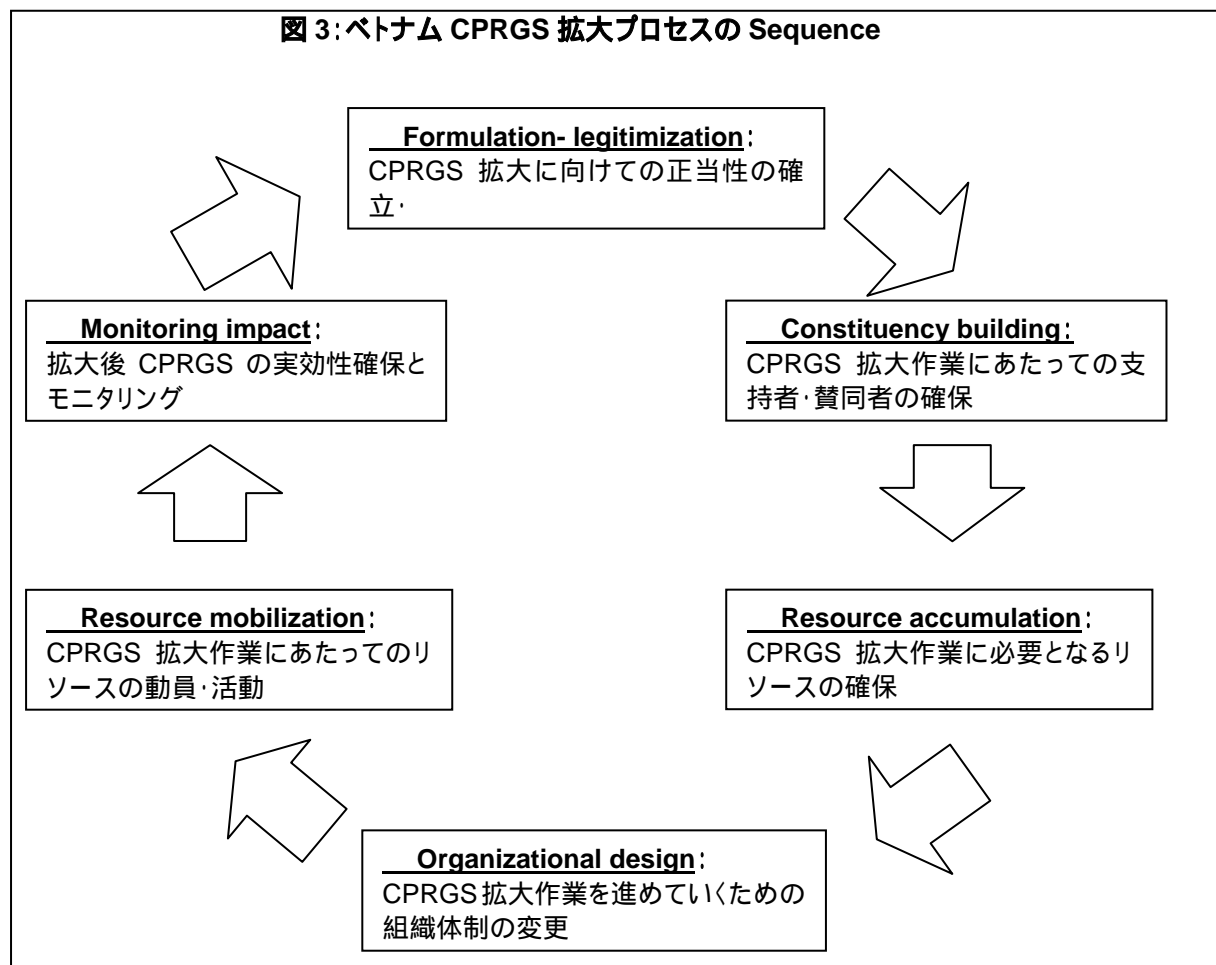 図 3：ベトナム CPRGS 拡大プロセスの Sequence
Formulation- legitimization：
CPRGS 拡大に向けての正当性の確
立・
Constituency building:
CPRGS 拡大作業にあたっての支
持者・賛同者の確保
Resource accumulation:
CPRGS 拡大作業に必要となるリ
ソースの確保
Organizational design：
CPRGS 拡大作業を進めていくための
組織体制の変更
Resource mobilization：
CPRGS 拡大作業にあたってのリ
ソースの動員・活動
Monitoring impact：
拡大後 CPRGS の実効性確保と
モニタリング